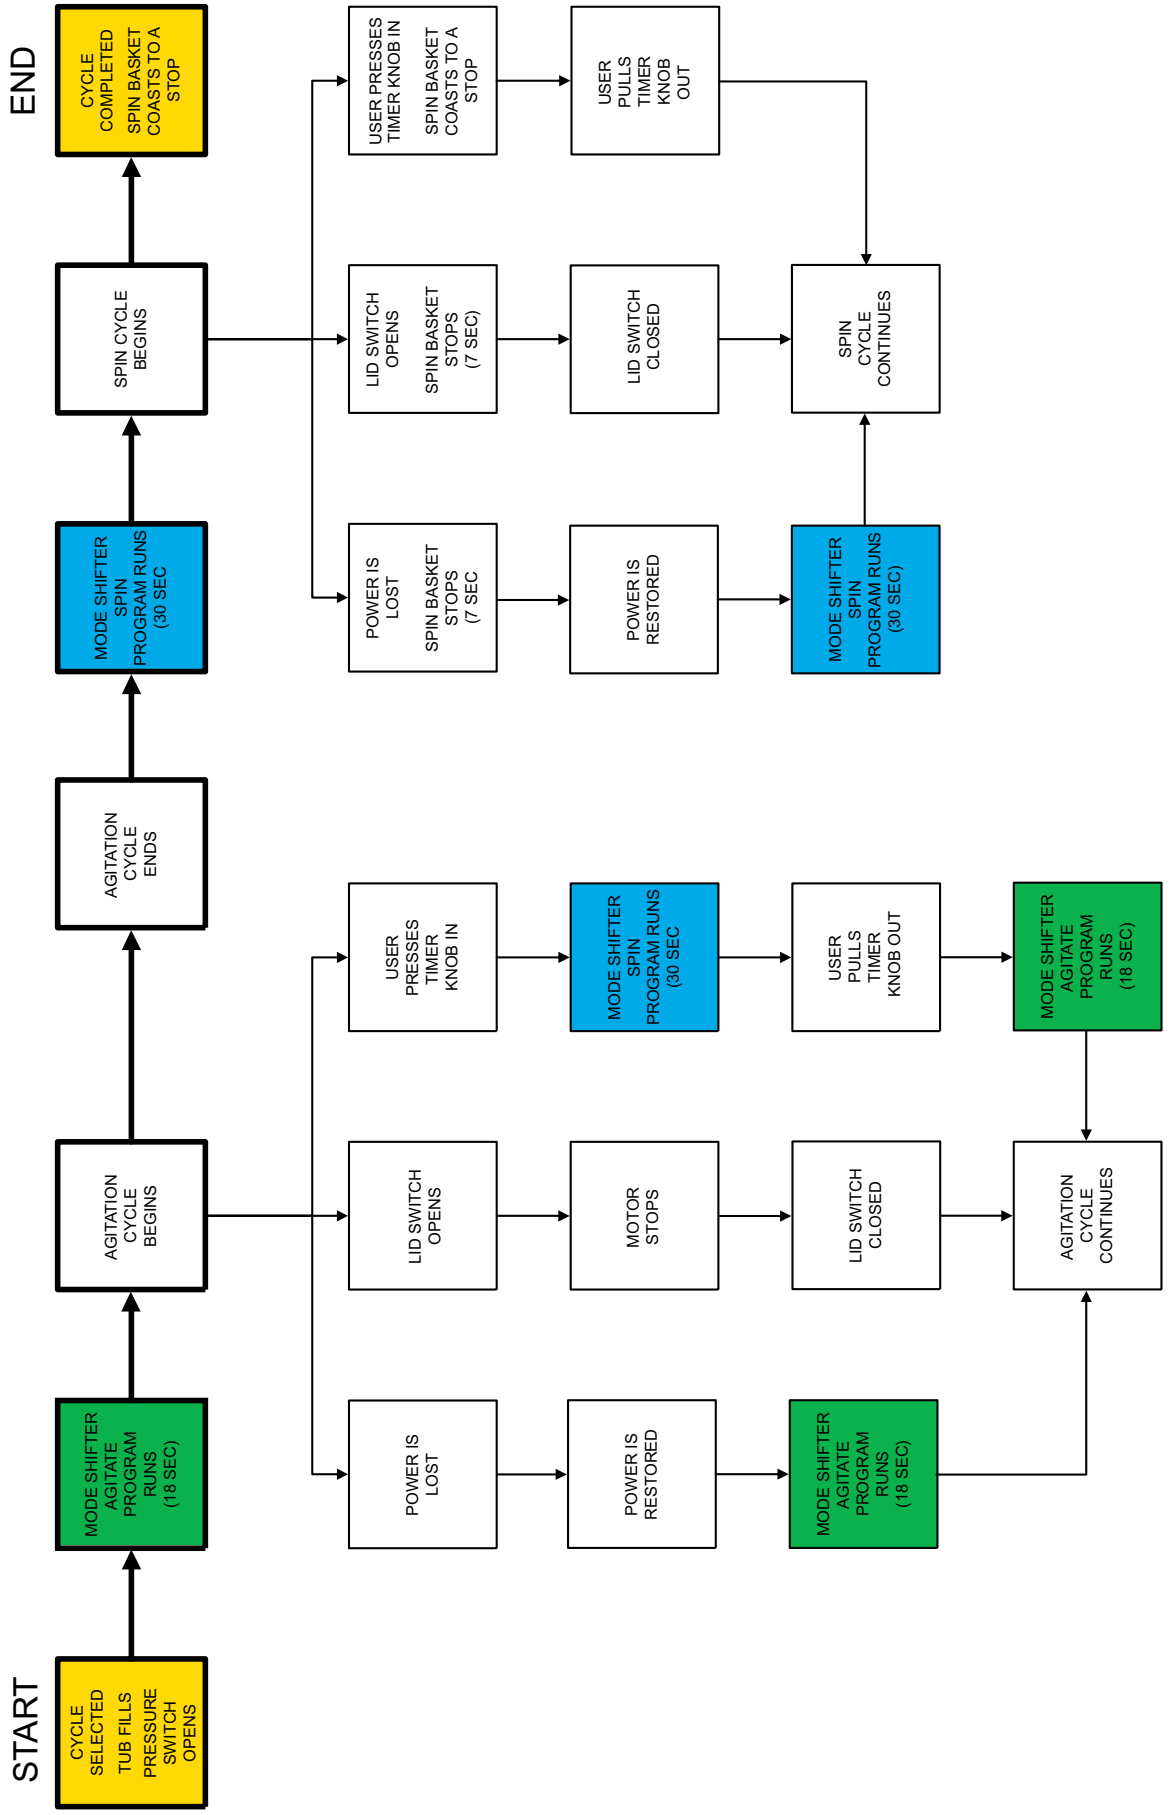 START
END
CYCLE
SELECTED
TUB FILLS
PRESSURE
SWITCH
OPENS
MODE SHIFTER
AGITATE
PROGRAM
RUNS
(18 SEC)
AGITATION
CYCLE
BEGINS
AGITATION
CYCLE
ENDS
MODE SHIFTER
SPIN
PROGRAM RUNS
(30 SEC
SPIN CYCLE
BEGINS
CYCLE
COMPLETED
SPIN BASKET
COASTS TO A
STOP
POWER IS
LOST
LID SWITCH
OPENS
USER
PRESSES
TIMER
KNOB IN
POWER IS
LOST
SPIN BASKET
STOPS
(7 SEC
LID SWITCH
OPENS
SPIN BASKET
STOPS
(7 SEC)
USER PRESSES
TIMER KNOB IN
SPIN BASKET
COASTS TO A
STOP
POWER IS
RESTORED
MOTOR
STOPS
MODE SHIFTER
SPIN
PROGRAM RUNS
(30 SEC
POWER IS
RESTORED
LID SWITCH
CLOSED
USER
PULLS
TIMER
KNOB
OUT
MODE SHIFTER
AGITATE
PROGRAM
RUNS
(18 SEC)
LID SWITCH
CLOSED
USER
PULLS
TIMER
KNOB OUT
MODE SHIFTER
SPIN
PROGRAM RUNS
(30 SEC)
SPIN
CYCLE
CONTINUES
AGITATION
CYCLE
CONTINUES
MODE SHIFTER
AGITATE
PROGRAM
RUNS
(18 SEC)